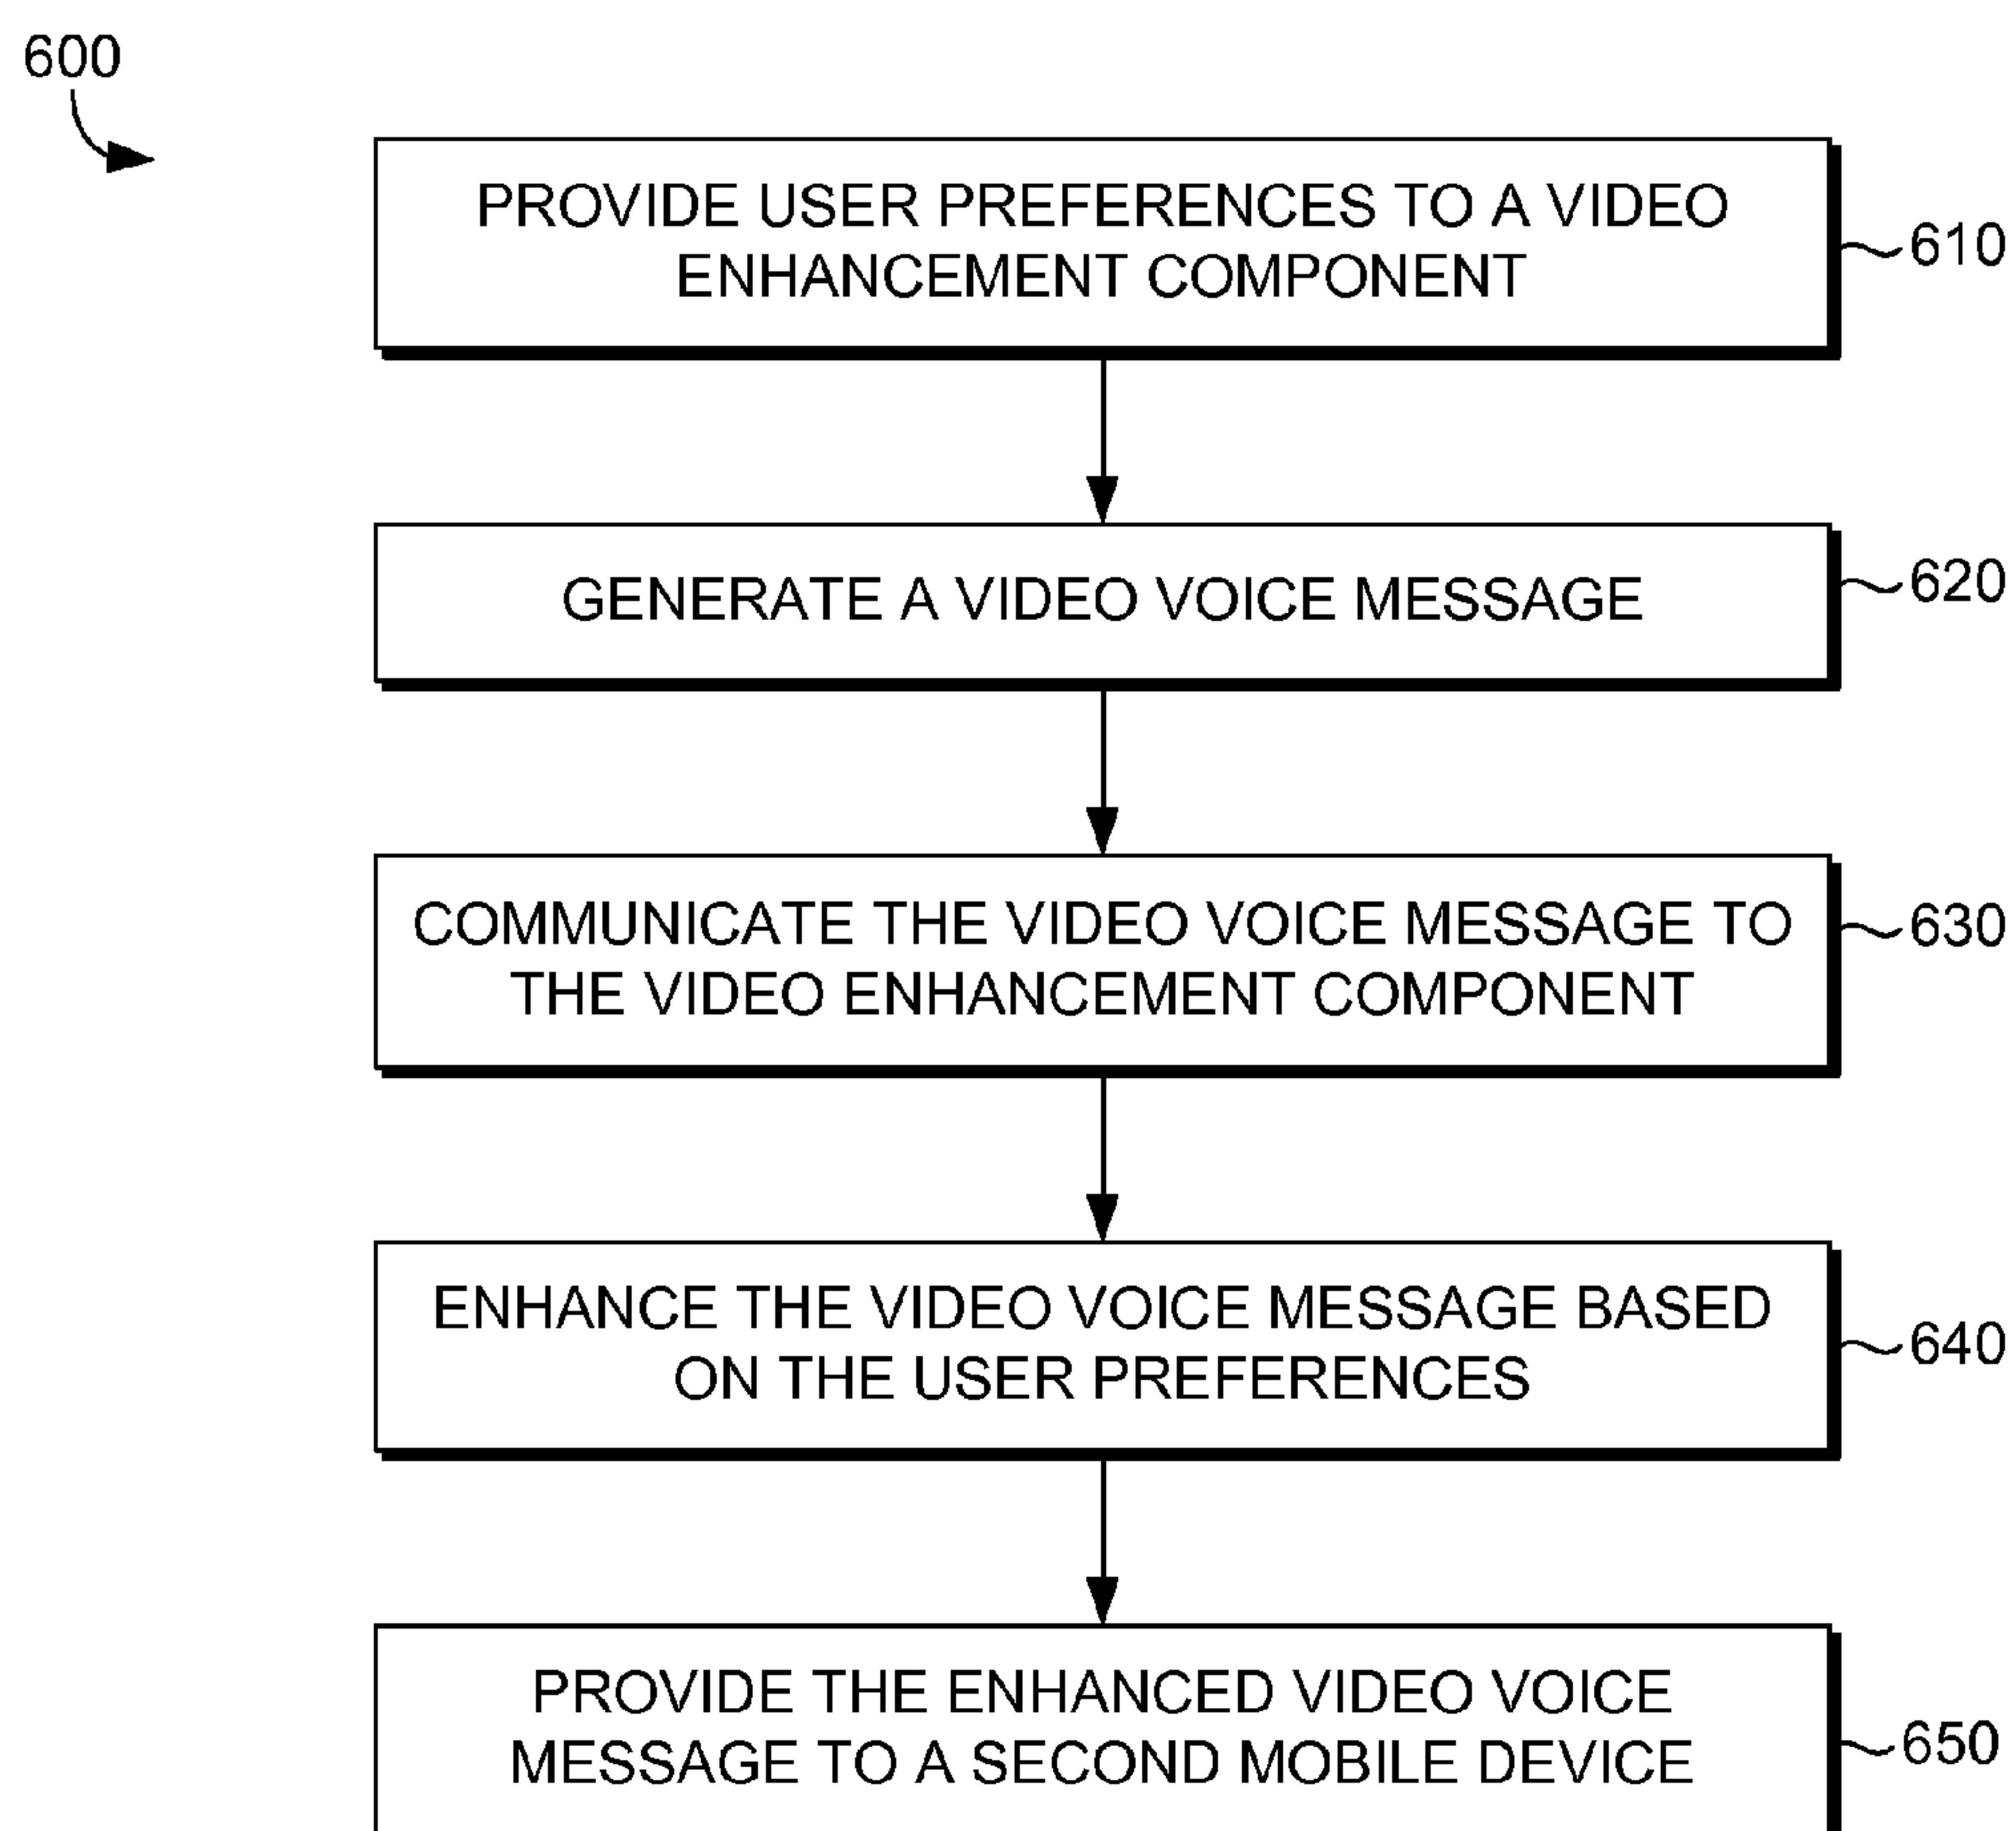 600
PROVIDE USER PREFERENCES TO A VIDEO
ENHANCEMENT COMPONENT
610
GENERATE A VIDEO VOICE MESSAGE
620
COMMUNICATE THE VIDEO VOICE MESSAGE TO
THE VIDEO ENHANCEMENT COMPONENT
630
ENHANCE THE VIDEO VOICE MESSAGE BASED
ON THE USER PREFERENCES
640
PROVIDE THE ENHANCED VIDEO VOICE
MESSAGE TO A SECOND MOBILE DEVICE
650